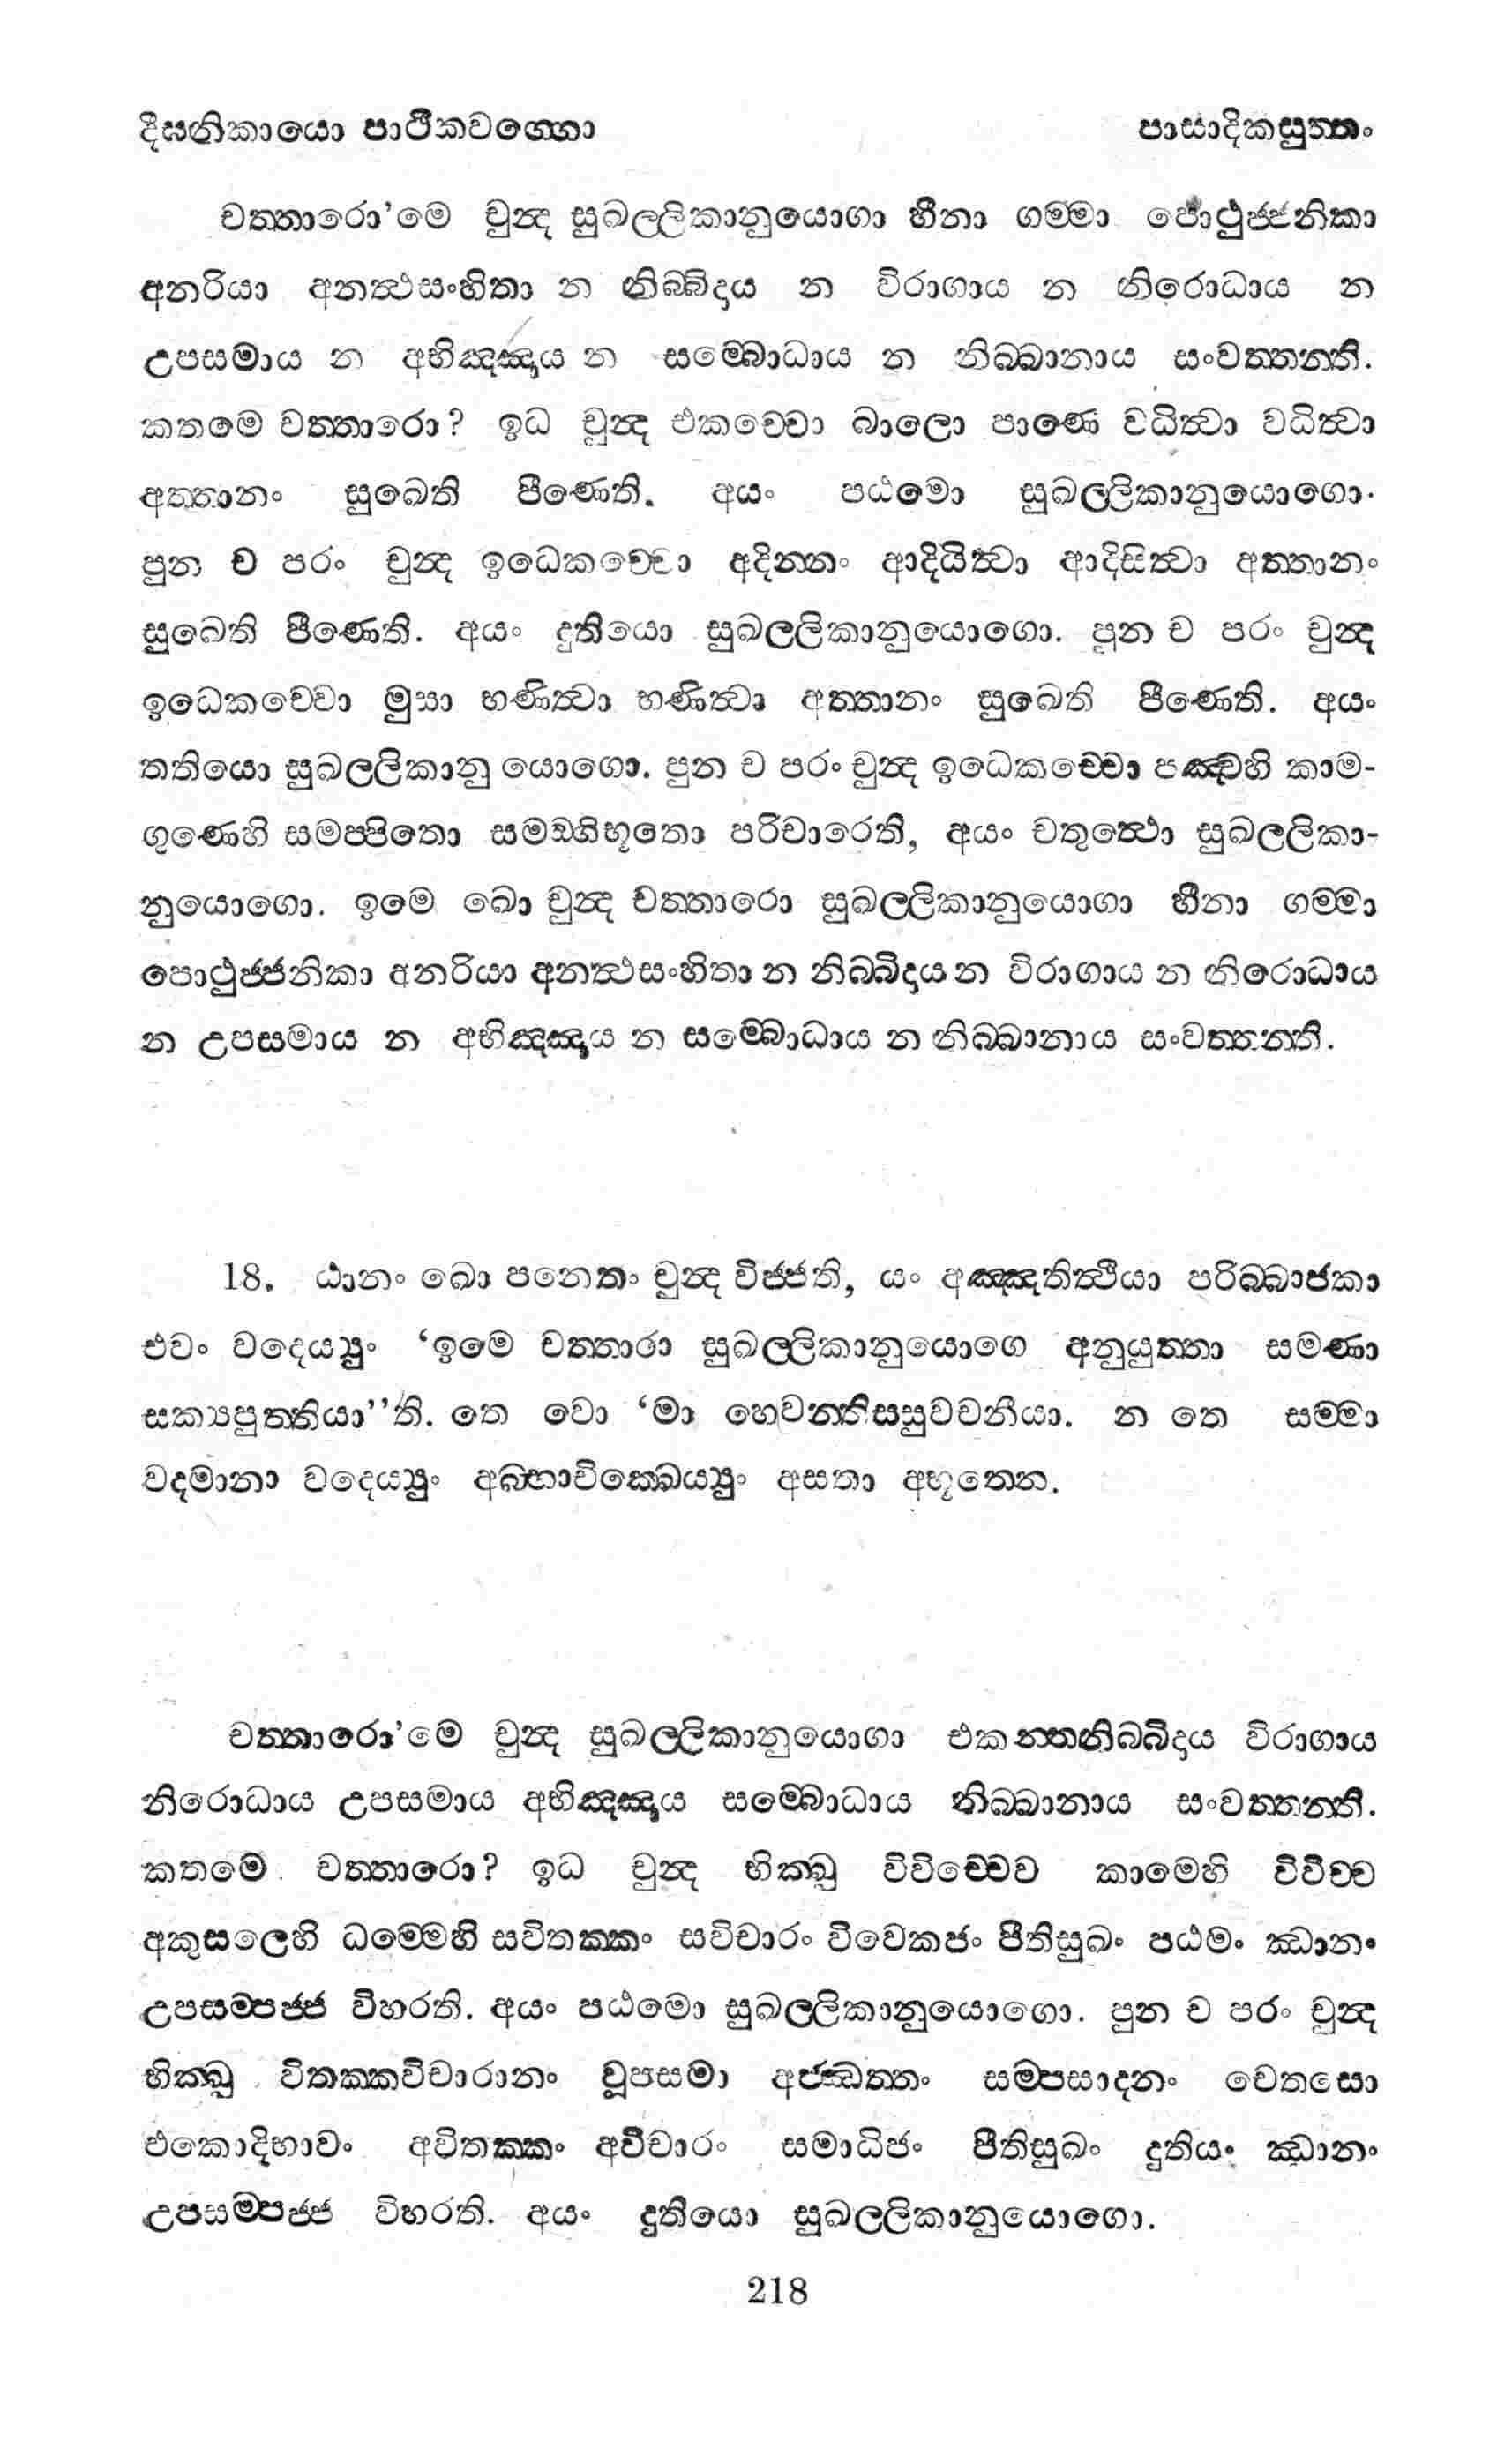 දීඝනිකායො පාථිකවග්ගො පාසාදිකසුත්තං
චත්තාරො'මෙ චුන්ද සුඛල්ලිකානුයොගා හීනා ගම්මා පොථුජ්ජනිකා
අනරියා අනත්ථසංහිතා න නිබ්බිදාය න විරාගාය න නිරොධාය න
උපසමාය න අභිඤ්ඤාය න සම්බොධාය න නිබ්බානාය සංවත්තන්ති.
කතමෙ චත්තාරො? ඉධ චුන්ද එකච්චො බාලො පාණෙ වධිත්වා වධිත්වා
අත්තානං සුඛෙති පීණෙති. අයං පඨමො සුඛල්ලිකානුයොගො.
පුන ච පරං චුන්ද ඉධෙකච්චො අදින්නං ආදියිත්වා ආදිසිත්වා අත්තානං
සුඛෙති පීණෙති. අයං දුතියො සුඛල්ලිකානුයොගො. පුන ච පරං චුන්ද
ඉධෙකච්චො මුසා භණිත්වා භණිත්වා අත්තානං සුඛෙති පීණෙති. අයං
තතියො සුඛල්ලිකානු යොගො. පුන ච පරං චුන්ද ඉධෙකච්චො පඤ්චහි කාම-
ගුණෙහි සමප්පිතො සමඞ්ගිභූතො පරිචාරෙති, අයං චතුත්ථො සුඛල්ලිකා-
නුයොගො. ඉමෙ ඛො චුන්ද චත්තාරො සුඛල්ලිකානුයොගා හීනා ගම්මා
පොථුජ්ජනිකා අනරියා අනත්ථසංහිතා න නිබ්බිදාය න විරාගාය න නිරොධාය
න උපසමාය න අභිඤ්ඤාය න සම්බොධාය න නිබ්බානාය සංවත්තන්ති.
18. ඨානං ඛො පනෙතං චුන්ද විජ්ජති, යං අඤ්ඤතිත්ථියා පරිබ්බාජකා
එවං වදෙය්‍යුං ‘ඉමෙ චත්තාරා සුඛල්ලිකානුයොගෙ අනුයුත්තා සමණා
සක්‍යපුත්තියා’’ති. තෙ වො ‘මා හෙවන්තිස්සුවචනීයා. න තෙ සම්මා
වදමානා වදෙය්‍යුං අබ්භාචික්ඛෙය්‍යුං අසතා අභූතෙන.
චත්තාරො'මෙ චුන්ද සුඛල්ලිකානුයොගා එකන්තනිබ්බිදාය විරාගාය
නිරොධාය උපසමාය අභිඤ්ඤාය සම්බොධාය නිබ්බානාය සංවත්තන්ති.
කතමෙ චත්තාරො? ඉධ චුන්ද භික්ඛු විවිච්චෙව කාමෙහි විවිච්ච
අකුසලෙහි ධම්මෙහි සවිතක්කං සවිචාරං විවෙකජං පීතිසුඛං පඨමං ඣානං
උපසම්පජ්ජ විහරති. අයං පඨමො සුඛල්ලිකානුයොගො. පුන ච පරං චුන්ද
භික්ඛු විතක්කවිචාරානං වූපසමා අජ්ඣත්තං සම්පසාදනං චෙතසො
එකොදිභාවං අවිතක්කං අවිචාරං සමාධිජං පීතිසුඛං දුතියං ඣානං
උපසම්පජ්ජ විහරති. අයං දුතියො සුඛල්ලිකානුයොගො.
218